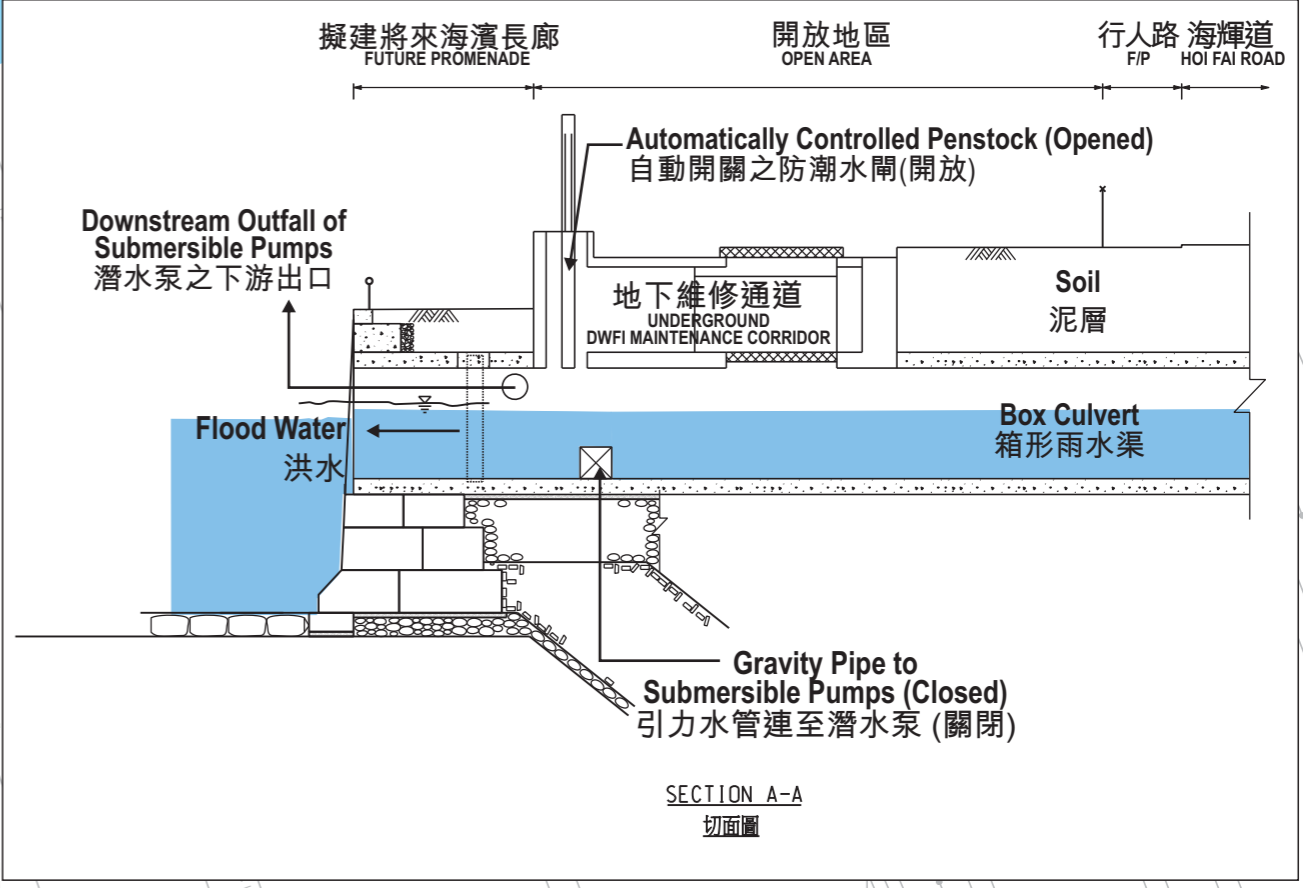 擬建將來海濱長廊
FUTURE PROMENADE
開放地區
OPEN AREA
行人路
F/P
海輝道
HOI FAI ROAD
Automatically Controlled Penstock (Opened)
自動開關之防潮水閘(開放)
Downstream Outfall of
Submersible Pumps
潛水泵之下游出口
地下維修通道
UNDERGROUND
DWFI MAINTENANCE CORRIDOR
Soil
泥層
Flood Water
洪水
Box Culvert
箱形雨水渠
Gravity Pipe to
Submersible Pumps (Closed)
引力水管連至潛水泵 (關閉)
SECTION A-A
切面圖